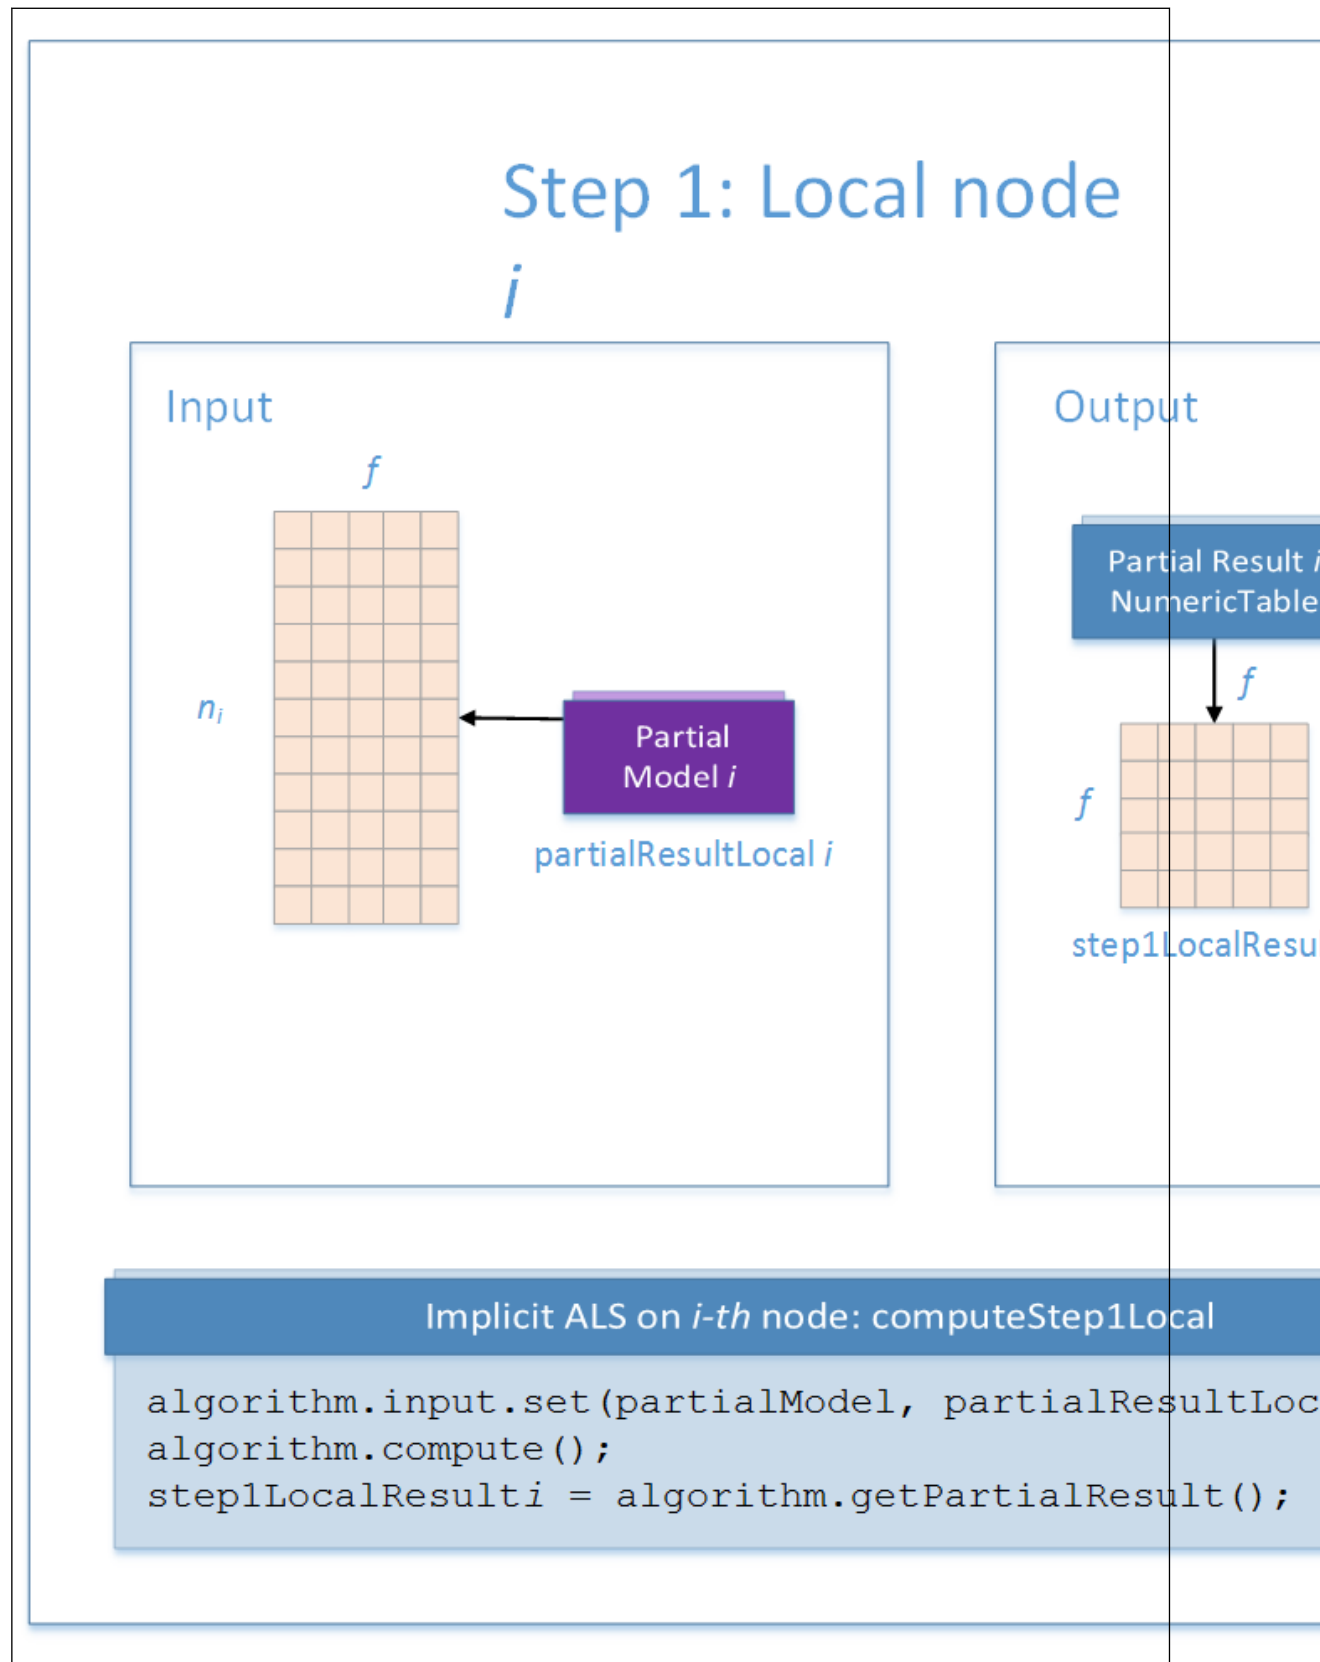 Step 1: Local node
i
Input
f
n_i
Partial
Model i
partialResultLocal i
Output
Partial Result i
NumericTable
f
f
step1LocalResul
Implicit ALS on i-th node: computeStep1Local
algorithm.input.set(partialModel, partialResultLoc
algorithm.compute();
step1LocalResulti = algorithm.getPartialResult();